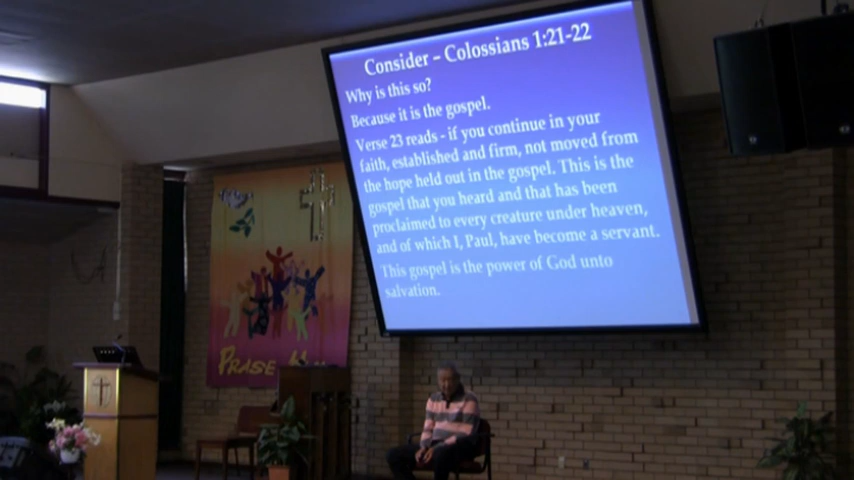 Consider – Colossians 1:21-22
Why is this so?
Because it is the gospel.
Verse 23 reads - if you continue in your
faith, established and firm, not moved from
the hope held out in the gospel. This is the
gospel that you heard and that has been
proclaimed to every creature under heaven,
and of which I, Paul, have become a servant.
This gospel is the power of God unto
salvation.
PRAISE